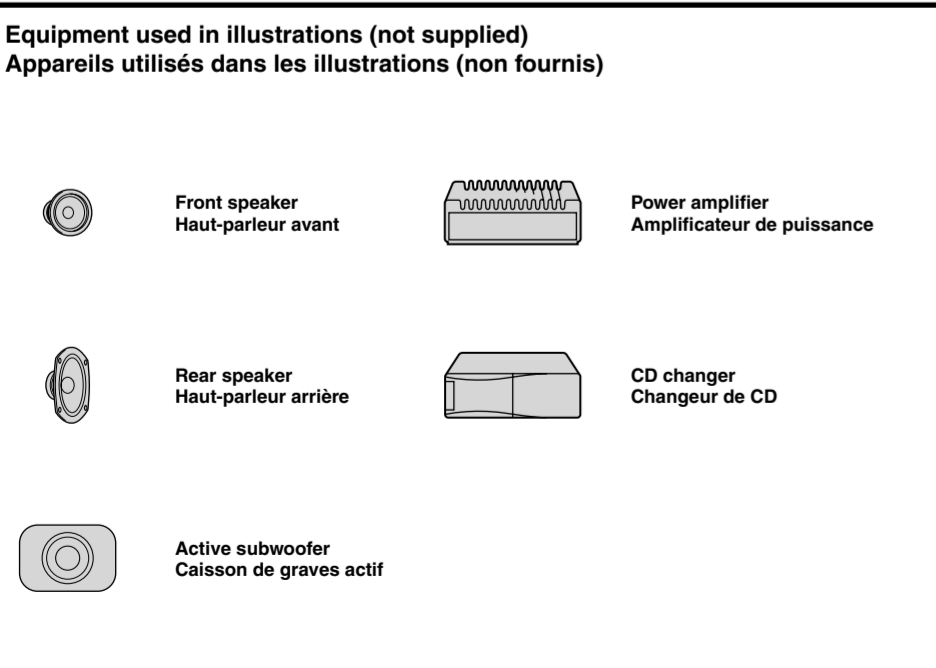 Equipment used in illustrations (not supplied)
Appareils utilisés dans les illustrations (non fournis)
Front speaker
Haut-parleur avant
Power amplifier
Amplificateur de puissance
Rear speaker
Haut-parleur arrière
CD changer
Changeur de CD
Active subwoofer
Caisson de graves actif